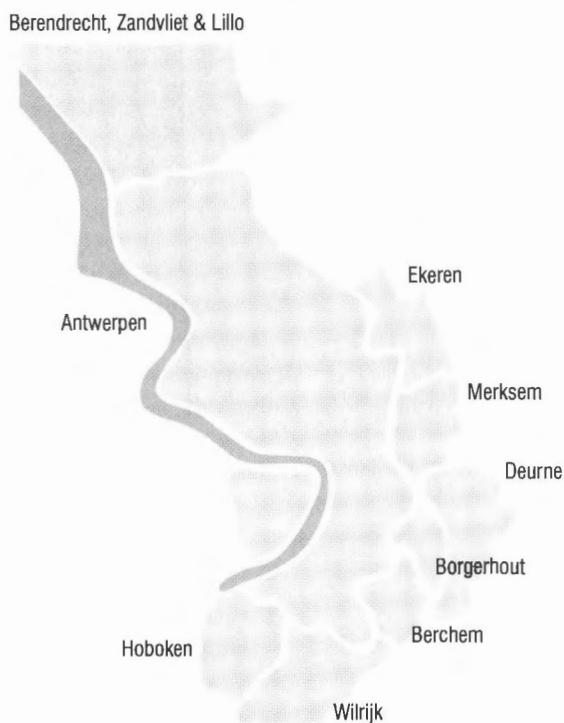 Berendrecht, Zandvliet & Lillo
Ekeren
Antwerpen
Merksem
Deurne
Borgerhout
Berchem
Hoboken
Wilrijk